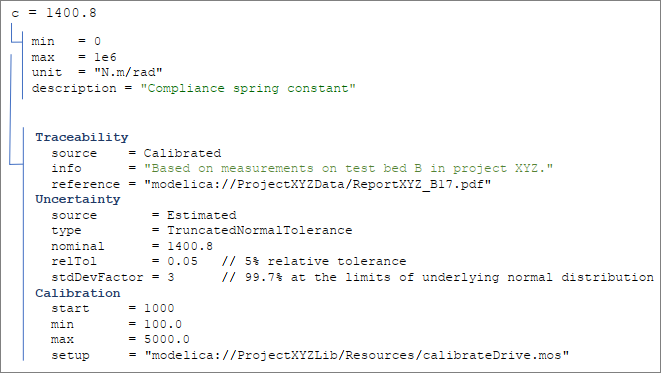 c = 1400.8
min = 0
max = 1e6
unit = "N.m/rad"
description = "Compliance spring constant"
Traceability
source = Calibrated
info = "Based on measurements on test bed B in project XYZ."
reference = "modelica://ProjectXYZData/ReportXYZ_B17.pdf"
Uncertainty
source = Estimated
type = TruncatedNormalTolerance
nominal = 1400.8
relTol = 0.05 // 5% relative tolerance
stdDevFactor = 3 // 99.7% at the limits of underlying normal distribution
Calibration
start = 1000
min = 100.0
max = 5000.0
setup = "modelica://ProjectXYZLib/Resources/calibrateDrive.mos"